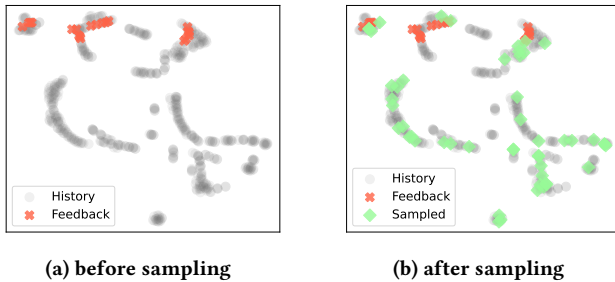 History
Feedback
History
Feedback
Sampled
(a) before sampling
(b) after sampling